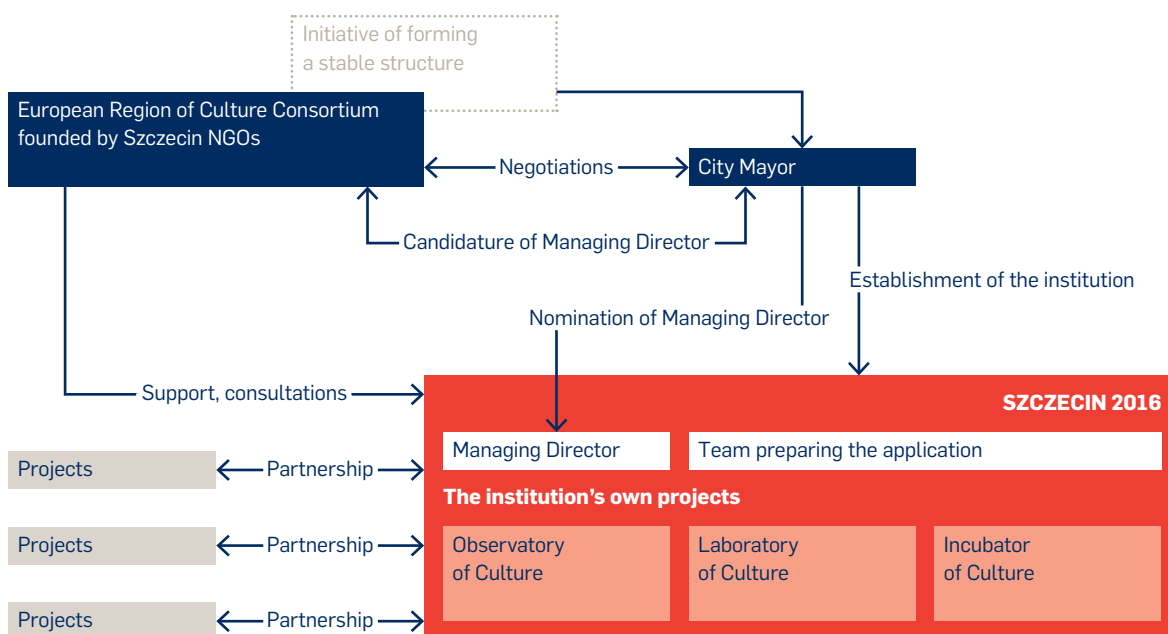 Initiative of forming
a stable structure
European Region of Culture Consortium
founded by Szczecin NGOs
Negotiations
City Mayor
Candidature of Managing Director
Establishment of the institution
Nomination of Managing Director
Support, consultations
SZCZECIN 2016
Managing Director
Team preparing the application
Projects
Partnership
The institution's own projects
Projects
Partnership
Observatory
of Culture
Laboratory
of Culture
Incubator
of Culture
Projects
Partnership